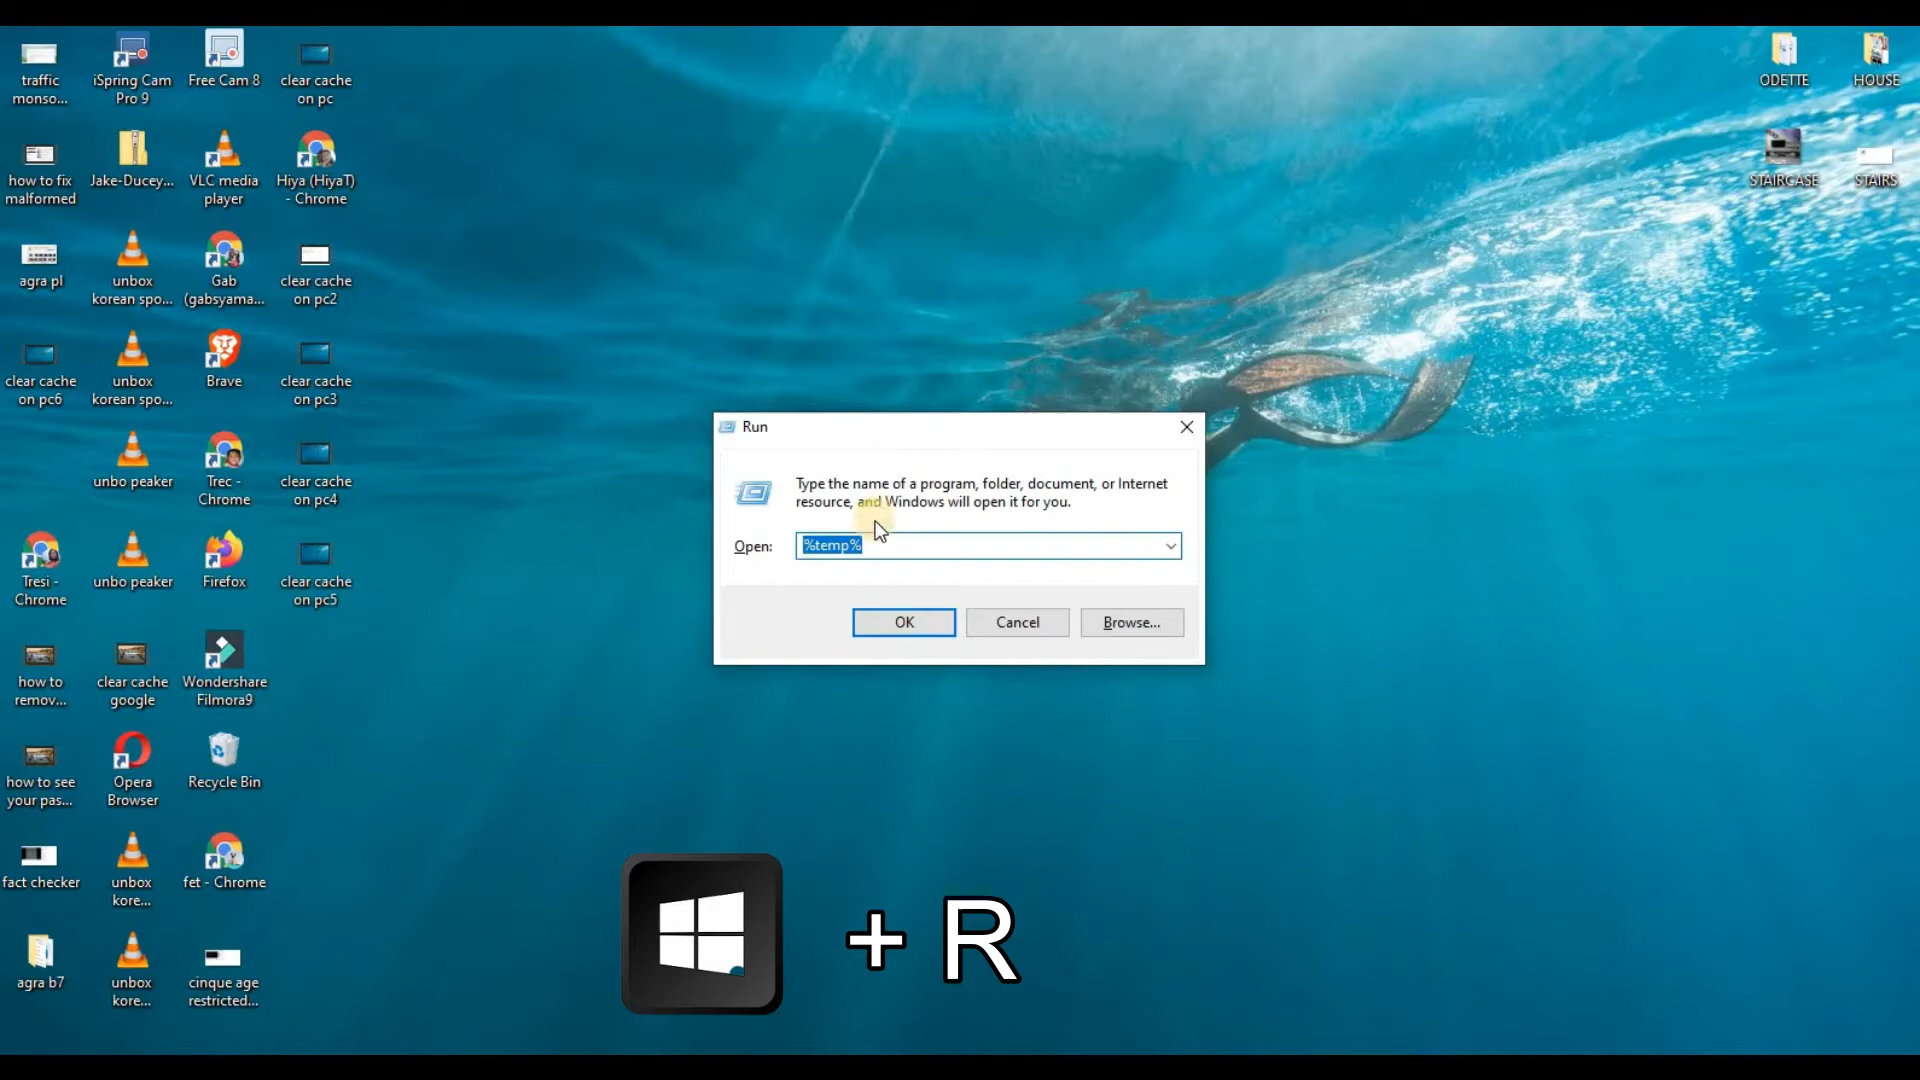 traffic
monso...
iSpring Cam
Pro 9
Free Cam 8
clear cache
on pc
ODETTE
HOUSE
how to fix
malformed
Jake-Ducey...
VLC media
player
Hiya (HiyaT)
- Chrome
STAIRCASE
STAIRS
agra pl
unbox
korean spo...
Gab
(gabsyama...
clear cache
on pc2
clear cache
on pc6
unbox
korean spo...
Brave
clear cache
on pc3
unbo peaker
Trec -
Chrome
clear cache
on pc4
Tresi -
Chrome
unbo peaker
Firefox
clear cache
on pc5
how to
remov...
clear cache
google
Wondershare
Filmora9
how to see
your pas...
Opera
Browser
Recycle Bin
fact checker
unbox
kore...
fet - Chrome
agra b7
unbox
kore...
cinque age
restricted...
Run
Type the name of a program, folder, document, or Internet
resource, and Windows will open it for you.
Open:
%temp%
OK
Cancel
Browse...
+ R